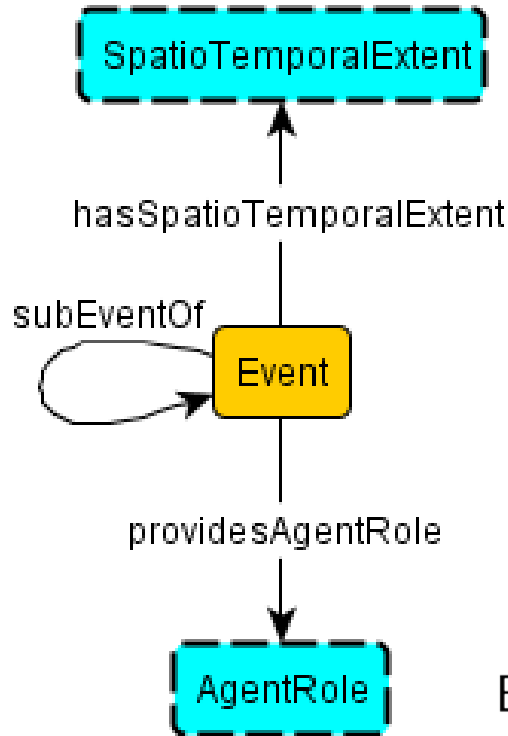 SpatioTemporalExtent
hasSpatioTemporalExtent
subEventOf
Event
providesAgentRole
AgentRole